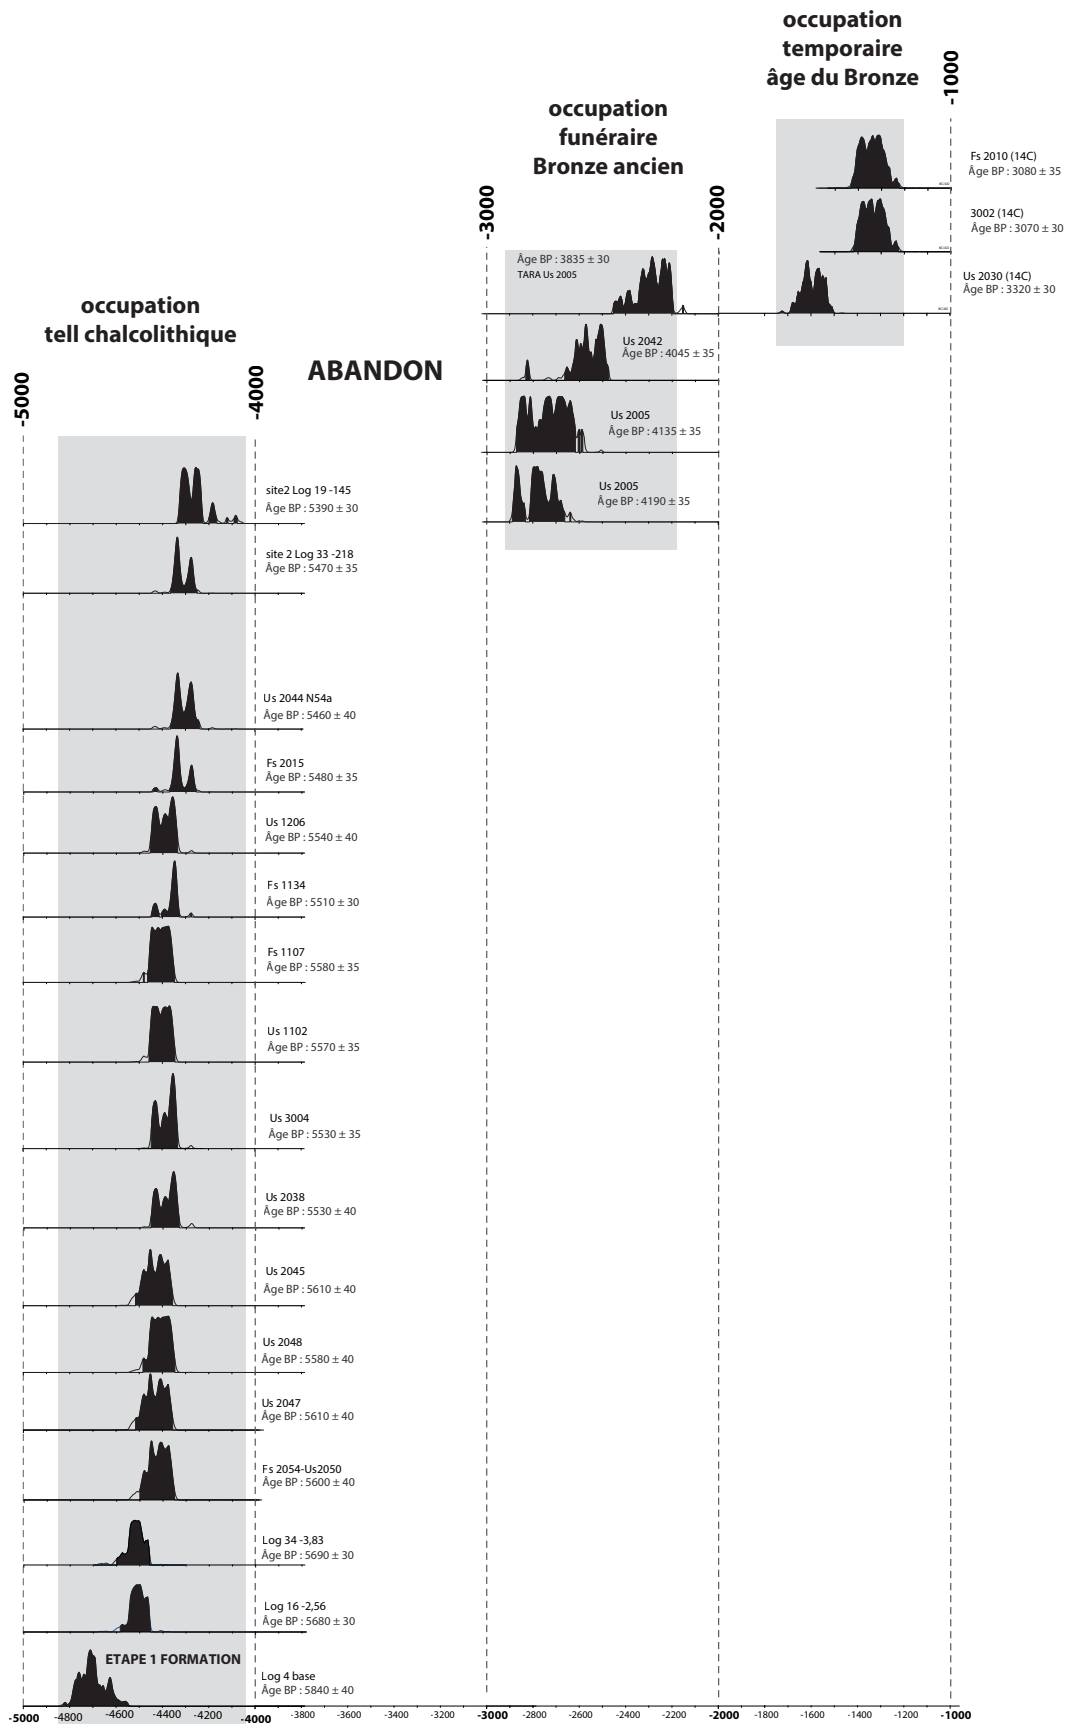 occupation
temporaire
âge du Bronze
-1000
occupation
funéraire
Bronze ancien
-3000
-2000
Fs 2010 (14C)
Âge BP : 3080 ± 35
3002 (14C)
Âge BP : 3070 ± 30
Us 2030 (14C)
Âge BP : 3320 ± 30
Âge BP : 3835 ± 30
TARA Us 2005
Us 2042
Âge BP : 4045 ± 35
Us 2005
Âge BP : 4135 ± 35
Us 2005
Âge BP : 4190 ± 35
occupation
tell chalcolithique
ABANDON
-5000
-4000
site2 Log 19 -145
Âge BP : 5390 ± 30
site 2 Log 33 -218
Âge BP : 5470 ± 35
Us 2044 N54a
Âge BP : 5460 ± 40
Fs 2015
Âge BP : 5480 ± 35
Us 1206
Âge BP : 5540 ± 40
Fs 1134
Âge BP : 5510 ± 30
Fs 1107
Âge BP : 5580 ± 35
Us 1102
Âge BP : 5570 ± 35
Us 3004
Âge BP : 5530 ± 35
Us 2038
Âge BP : 5530 ± 40
Us 2045
Âge BP : 5610 ± 40
Us 2048
Âge BP : 5580 ± 40
Us 2047
Âge BP : 5610 ± 40
Fs 2054-Us2050
Âge BP : 5600 ± 40
Log 34 -3,83
Âge BP : 5690 ± 30
Log 16 -2,56
Âge BP : 5680 ± 30
ETAPE 1 FORMATION
Log 4 base
Âge BP : 5840 ± 40
-5000 -4800 -4600 -4400 -4200 -4000 -3800 -3600 -3400 -3200 -3000 -2800 -2600 -2400 -2200 -2000 -1800 -1600 -1400 -1200 -1000